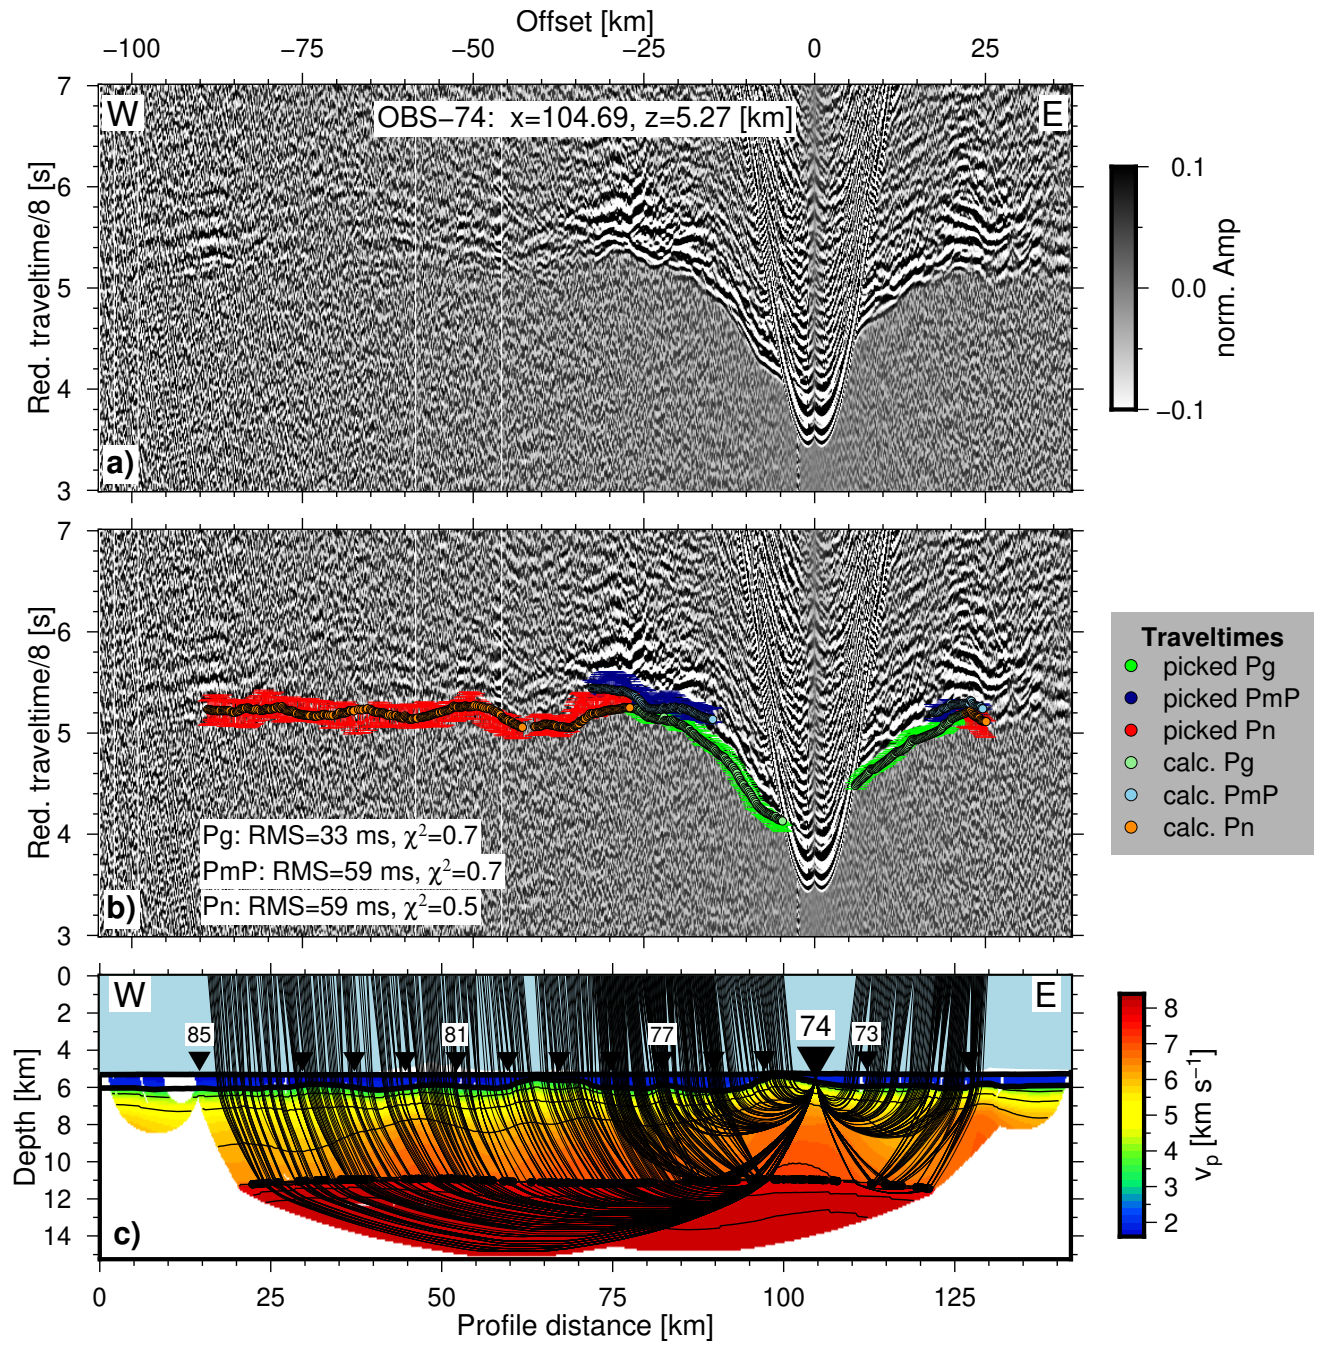 Offset [km]
−100 −75 −50 −25 0 25
7
6
5
4
3
Red. traveltime/8 [s]
W
OBS−74: x=104.69, z=5.27 [km]
E
a)
0.1
0.0
−0.1
norm. Amp
7
6
5
4
3
Red. traveltime/8 [s]
Pg: RMS=33 ms, χ²=0.7
PmP: RMS=59 ms, χ²=0.7
Pn: RMS=59 ms, χ²=0.5
b)
Traveltimes
picked Pg
picked PmP
picked Pn
calc. Pg
calc. PmP
calc. Pn
0
2
4
6
8
10
12
14
Depth [km]
W
E
85 81 77 74 73
c)
8
7
6
5
4
3
2
vp [km s⁻¹]
0 25 50 75 100 125
Profile distance [km]